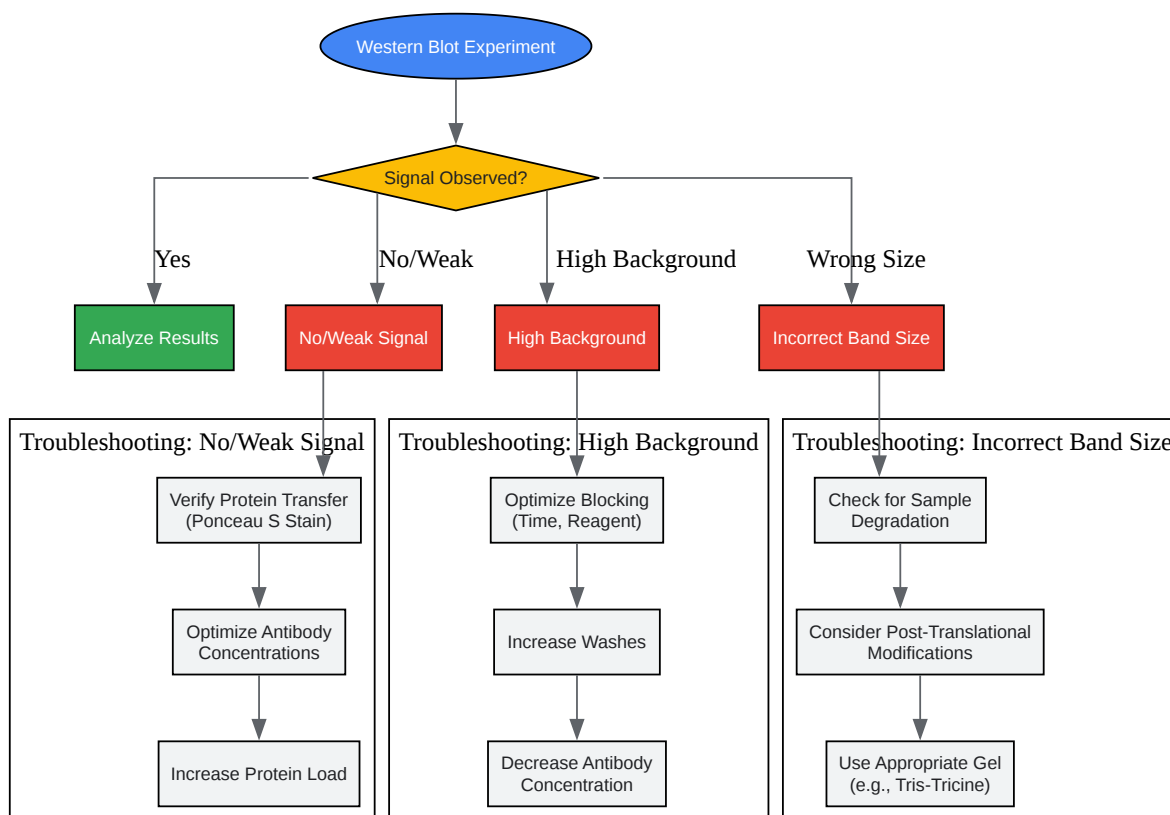 Western Blot Experiment
Signal Observed?
Yes
No/Weak
High Background
Wrong Size
Analyze Results
No/Weak Signal
High Background
Incorrect Band Size
Troubleshooting: No/Weak Signal
Troubleshooting: High Background
Troubleshooting: Incorrect Band Size
Verify Protein Transfer
(Ponceau S Stain)
Optimize Blocking
(Time, Reagent)
Check for Sample
Degradation
Optimize Antibody
Concentrations
Increase Washes
Consider Post-Translational
Modifications
Increase Protein Load
Decrease Antibody
Concentration
Use Appropriate Gel
(e.g., Tris-Tricine)